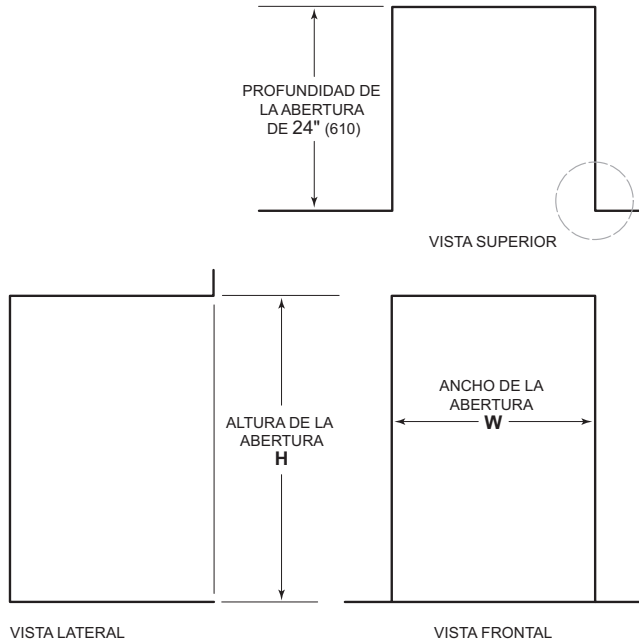 PROFUNDIDAD DE
LA ABERTURA
DE 24" (610)
VISTA SUPERIOR
ALTURA DE LA
ABERTURA
H
ANCHO DE LA
ABERTURA
W
VISTA LATERAL
VISTA FRONTAL